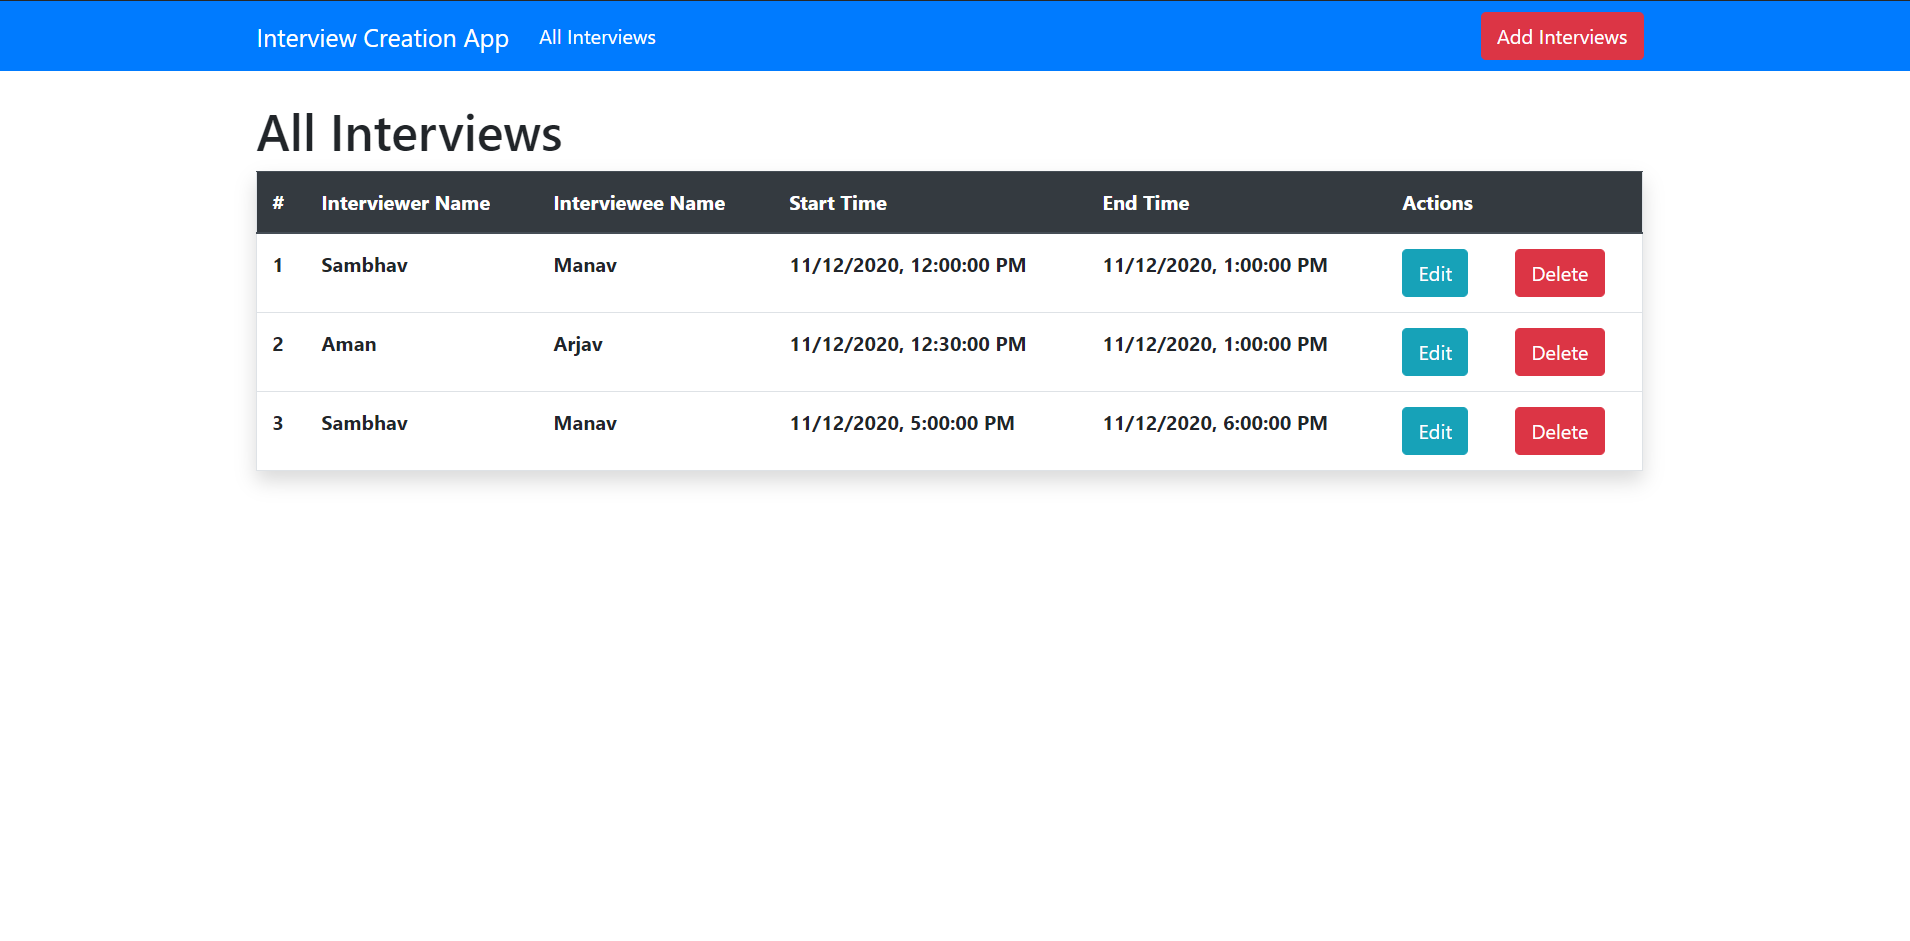 Interview Creation App All Interviews Add Interviews
All Interviews
# Interviewer Name Interviewee Name Start Time End Time Actions
1 Sambhav Manav 11/12/2020, 12:00:00 PM 11/12/2020, 1:00:00 PM Edit Delete
2 Aman Arjav 11/12/2020, 12:30:00 PM 11/12/2020, 1:00:00 PM Edit Delete
3 Sambhav Manav 11/12/2020, 5:00:00 PM 11/12/2020, 6:00:00 PM Edit Delete